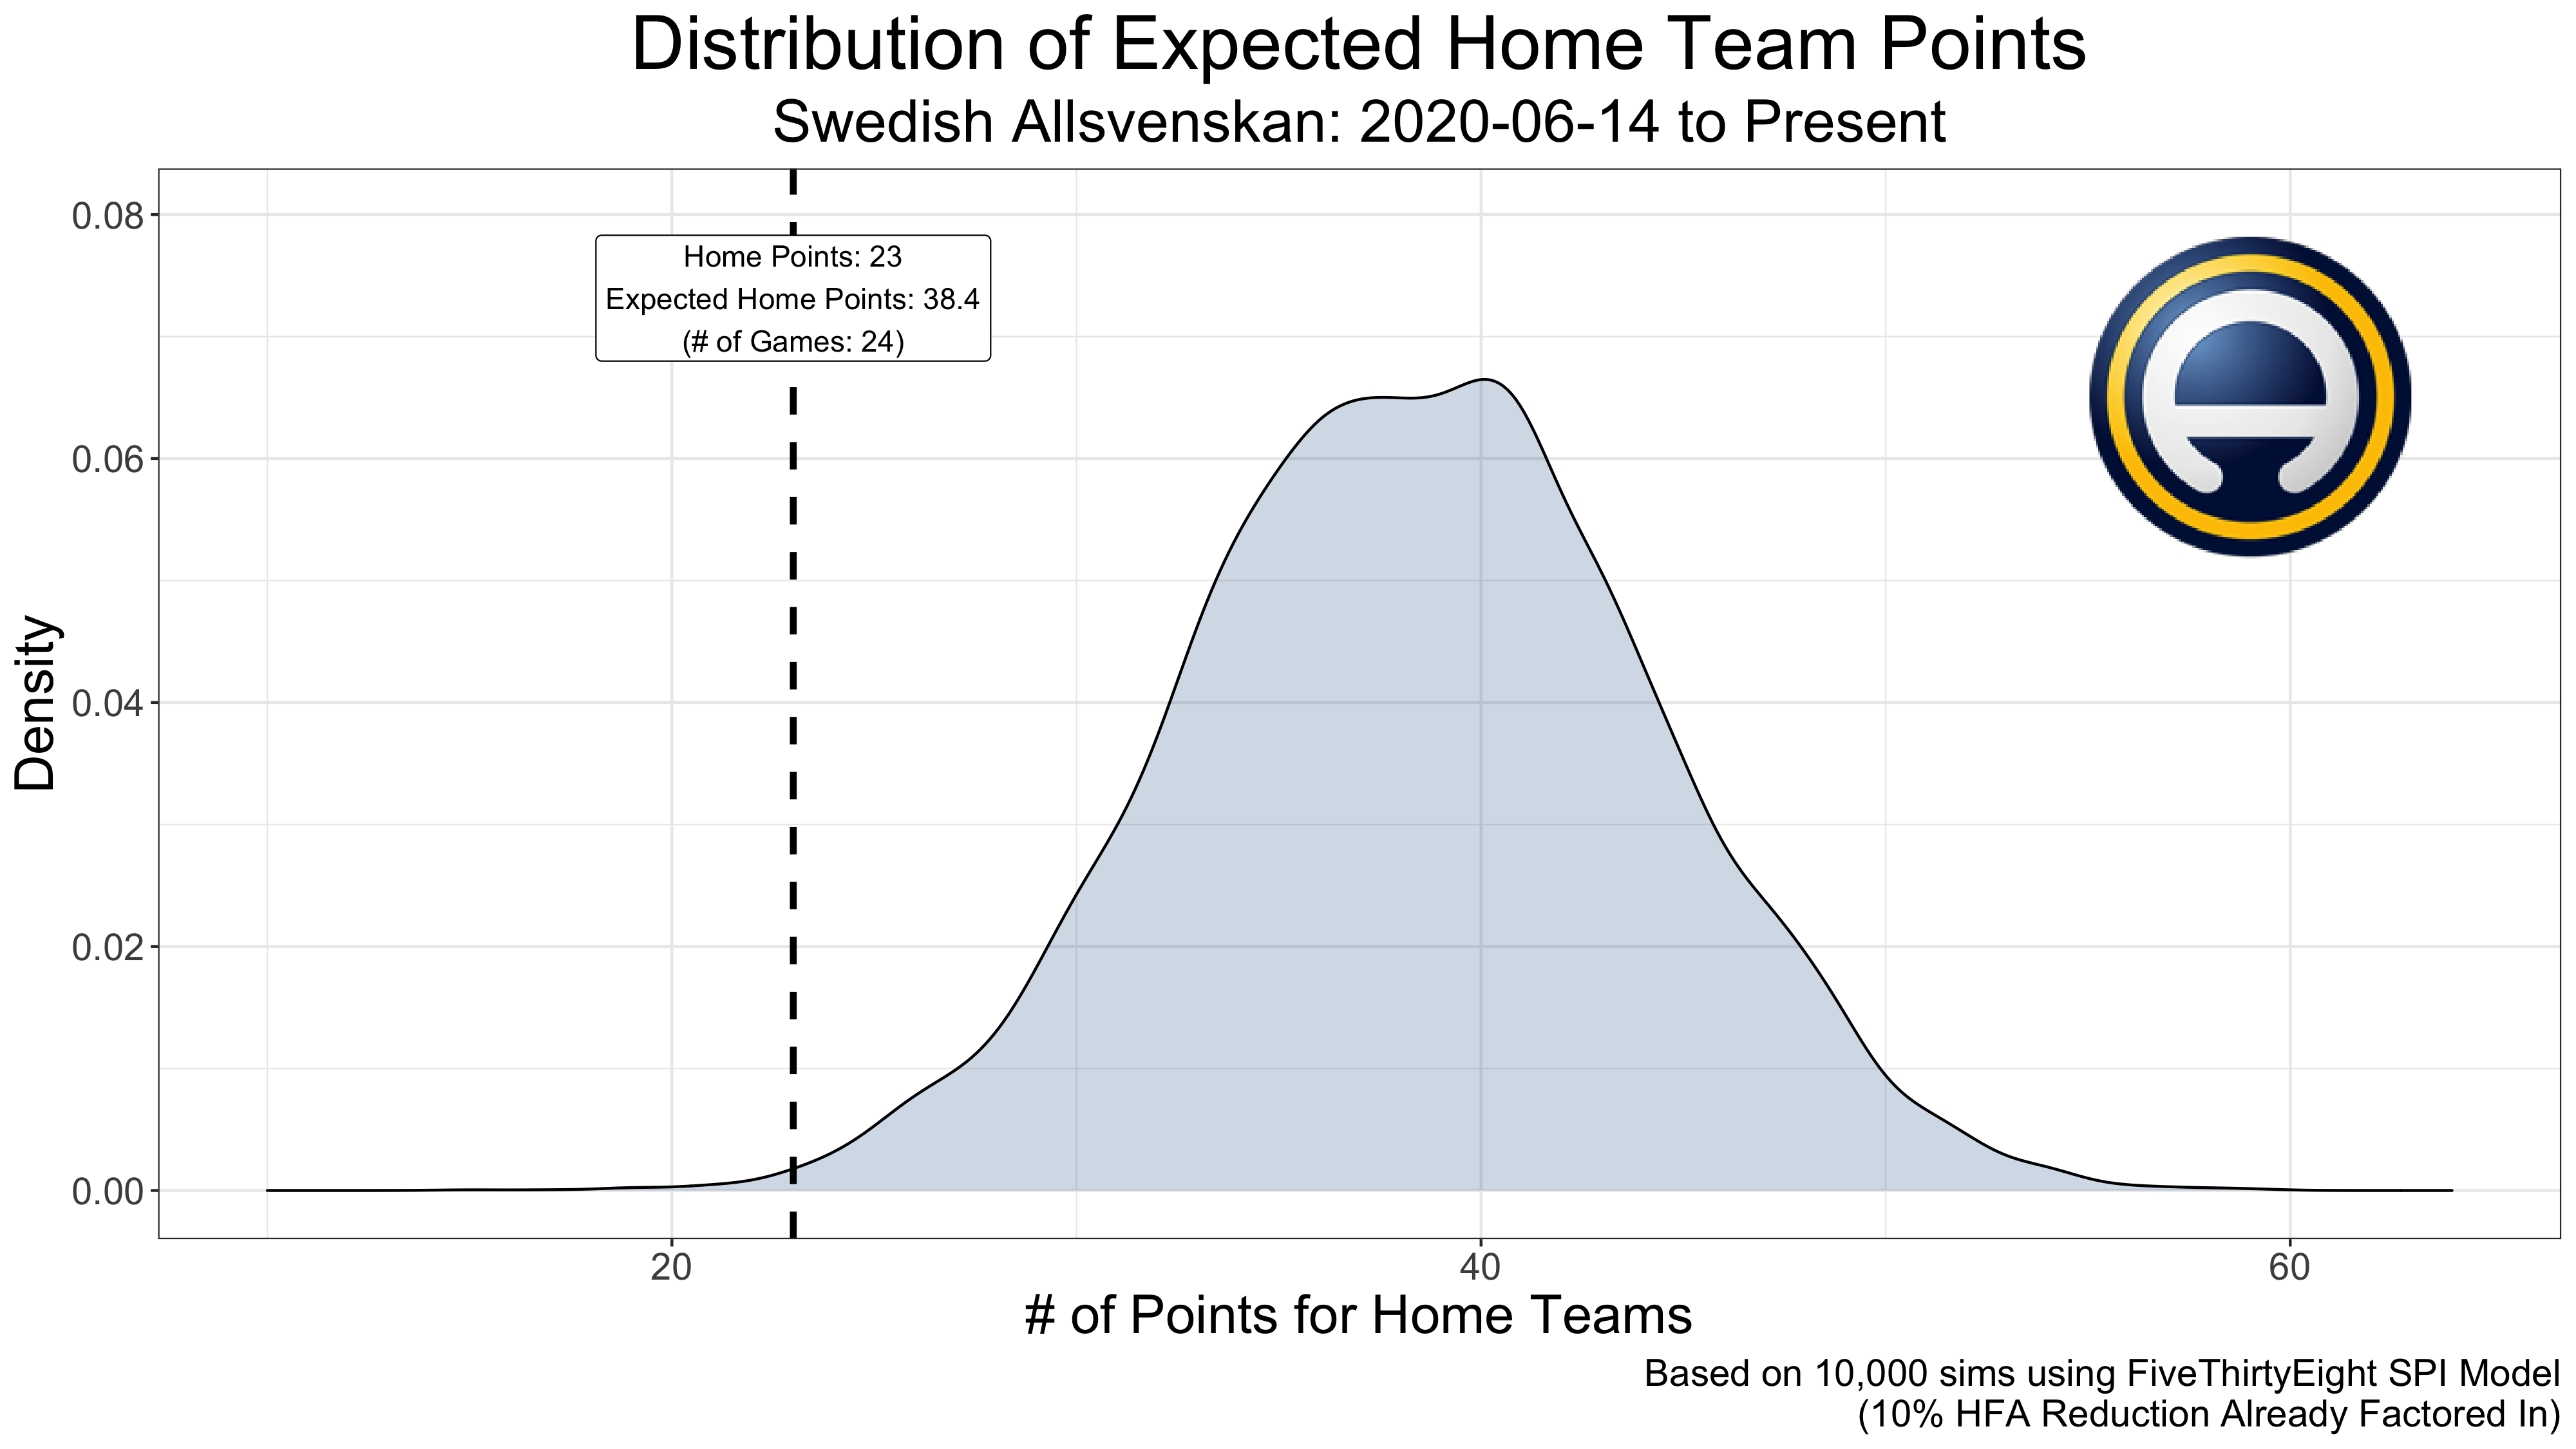 Distribution of Expected Home Team Points
Swedish Allsvenskan: 2020-06-14 to Present
0.08
Home Points: 23
Expected Home Points: 38.4
(# of Games: 24)
0.06
Density
0.04
0.02
0.00
20
40
60
# of Points for Home Teams
Based on 10,000 sims using FiveThirtyEight SPI Model
(10% HFA Reduction Already Factored In)